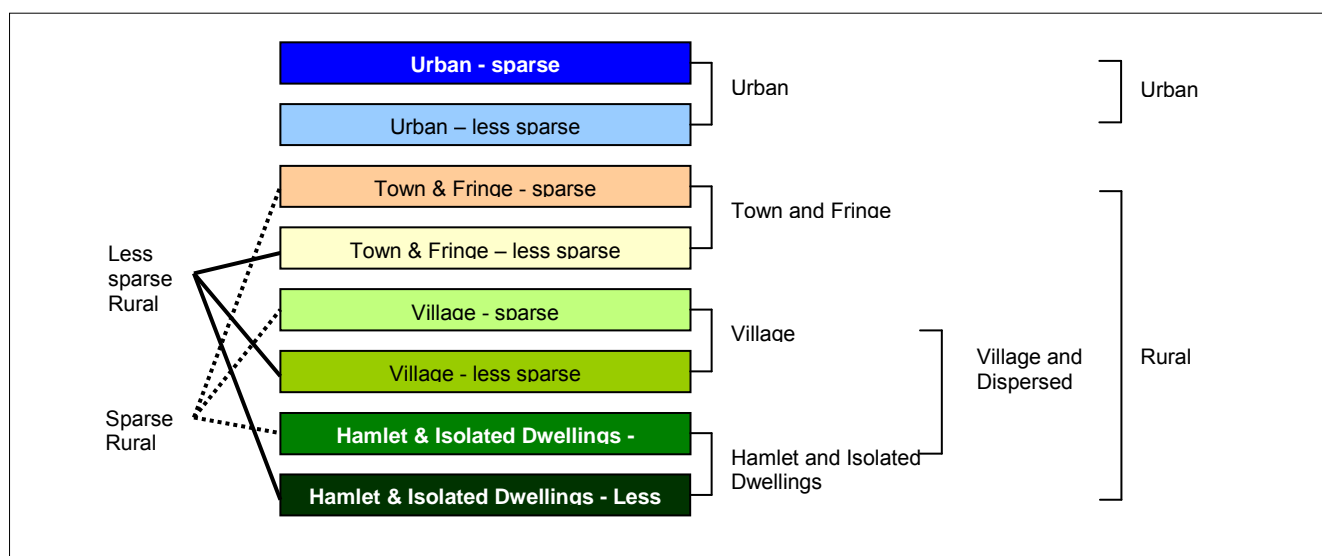 Urban - sparse
Urban – less sparse
Town & Fringe - sparse
Town & Fringe – less sparse
Village - sparse
Village - less sparse
Hamlet & Isolated Dwellings -
Hamlet & Isolated Dwellings - Less
Less
sparse
Rural
Sparse
Rural
Urban
Town and Fringe
Village
Hamlet and Isolated
Dwellings
Village and
Dispersed
Urban
Rural